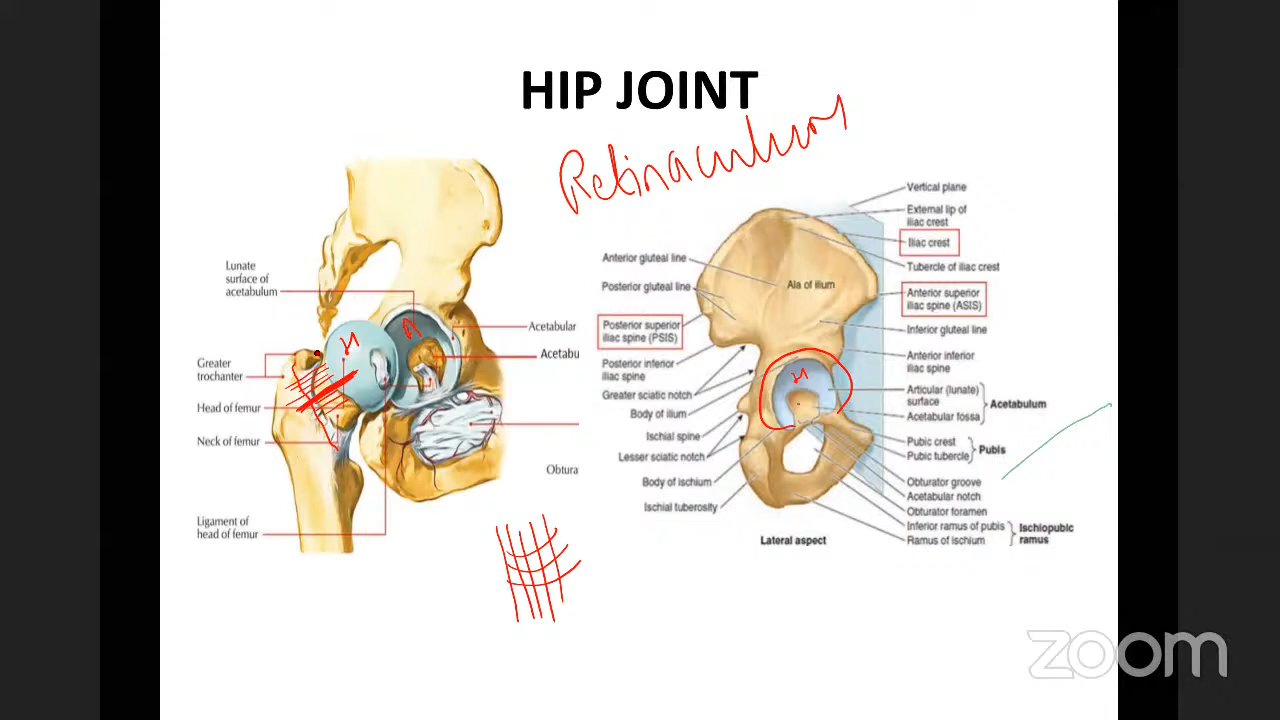 HIP JOINT
Retinaculum
Lunate
surface of
acetabulum
Greater
trochanter
Head of femur
Neck of femur
Ligament of
head of femur
Acetabular
Acetabu
Obtura
H
A
Anterior gluteal line
Posterior gluteal line
Posterior superior
iliac spine (PSIS)
Posterior inferior
iliac spine
Greater sciatic notch
Body of ilium
Ischial spine
Lesser sciatic notch
Body of ischium
Ischial tuberosity
Ala of ilium
H
Vertical plane
External lip of
iliac crest
Iliac crest
Tubercle of iliac crest
Anterior superior
iliac spine (ASIS)
Inferior gluteal line
Anterior inferior
iliac spine
Articular (lunate)
surface
Acetabular fossa
Acetabulum
Pubic crest
Pubic tubercle
Pubis
Obturator groove
Acetabular notch
Obturator foramen
Inferior ramus of pubis
Ramus of ischium
Ischiopubic
ramus
Lateral aspect
zoom